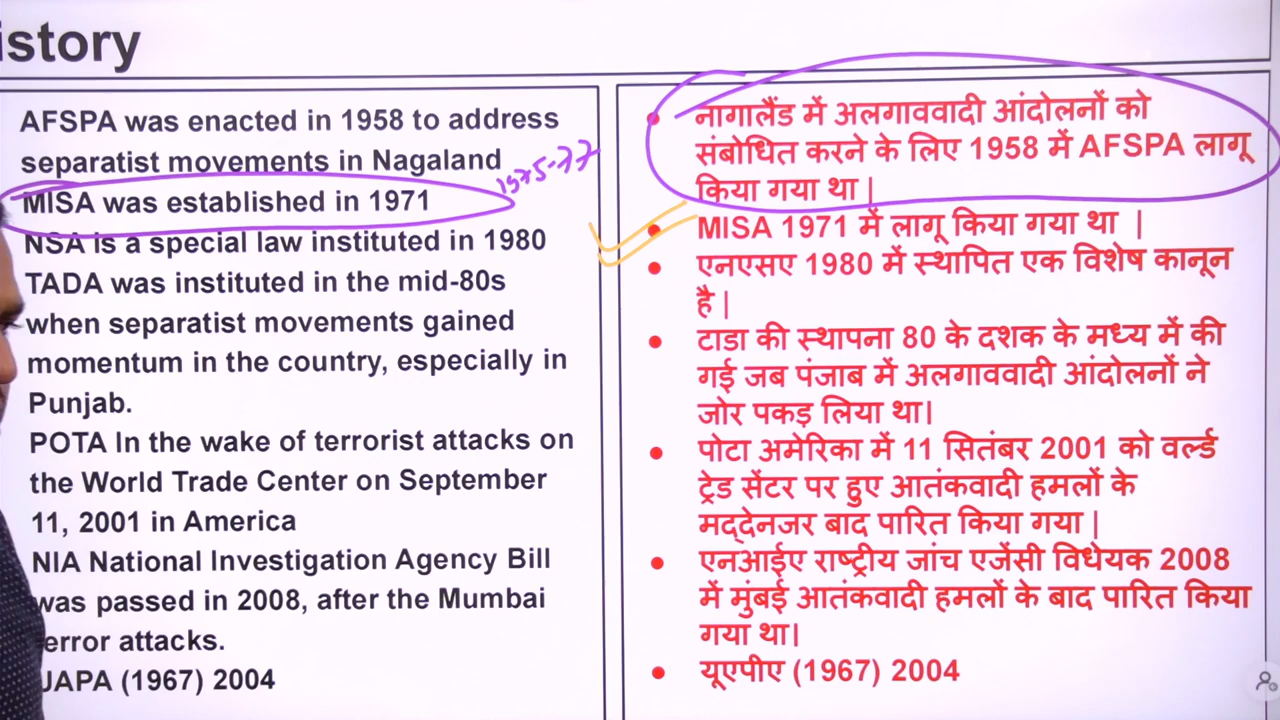 istory
AFSPA was enacted in 1958 to address
separatist movements in Nagaland
MISA was established in 1971
1975-77
NSA is a special law instituted in 1980
TADA was instituted in the mid-80s
when separatist movements gained
momentum in the country, especially in
Punjab.
POTA In the wake of terrorist attacks on
the World Trade Center on September
11, 2001 in America
NIA National Investigation Agency Bill
was passed in 2008, after the Mumbai
error attacks.
UAPA (1967) 2004
नागालैंड में अलगाववादी आंदोलनों को
संबोधित करने के लिए 1958 में AFSPA लागू
किया गया था |
MISA 1971 में लागू किया गया था |
एनएसए 1980 में स्थापित एक विशेष कानून
है |
टाडा की स्थापना 80 के दशक के मध्य में की
गई जब पंजाब में अलगाववादी आंदोलनों ने
जोर पकड़ लिया था।
पोटा अमेरिका में 11 सितंबर 2001 को वर्ल्ड
ट्रेड सेंटर पर हुए आतंकवादी हमलों के
मद्देनजर बाद पारित किया गया |
एनआईए राष्ट्रीय जांच एजेंसी विधेयक 2008
में मुंबई आतंकवादी हमलों के बाद पारित किया
गया था।
यूएपीए (1967) 2004